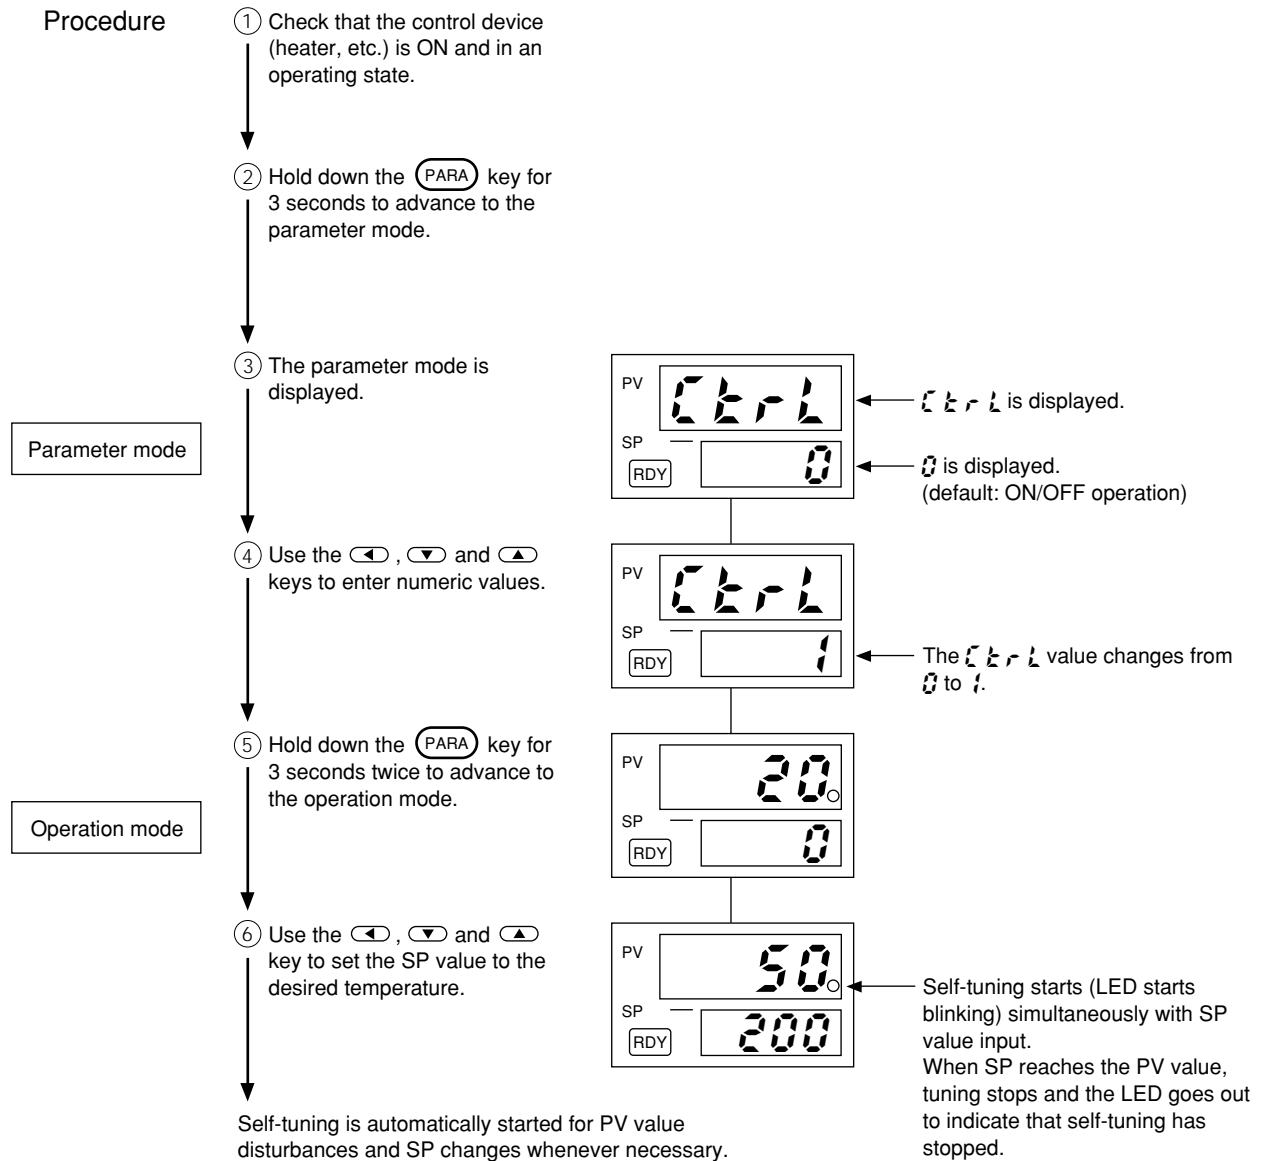 Procedure
1 Check that the control device
(heater, etc.) is ON and in an
operating state.
2 Hold down the PARA key for
3 seconds to advance to the
parameter mode.
3 The parameter mode is
displayed.
Parameter mode
PV CtrL
SP
RDY 0
CtrL is displayed.
0 is displayed.
(default: ON/OFF operation)
4 Use the ◀ , ▼ and ▲
keys to enter numeric values.
PV CtrL
SP
RDY 1
The CtrL value changes from
0 to 1.
5 Hold down the PARA key for
3 seconds twice to advance to
the operation mode.
Operation mode
PV 20
SP
RDY 0
6 Use the ◀ , ▼ and ▲
key to set the SP value to the
desired temperature.
PV 50
SP
RDY 200
Self-tuning starts (LED starts
blinking) simultaneously with SP
value input.
When SP reaches the PV value,
tuning stops and the LED goes out
to indicate that self-tuning has
stopped.
Self-tuning is automatically started for PV value
disturbances and SP changes whenever necessary.